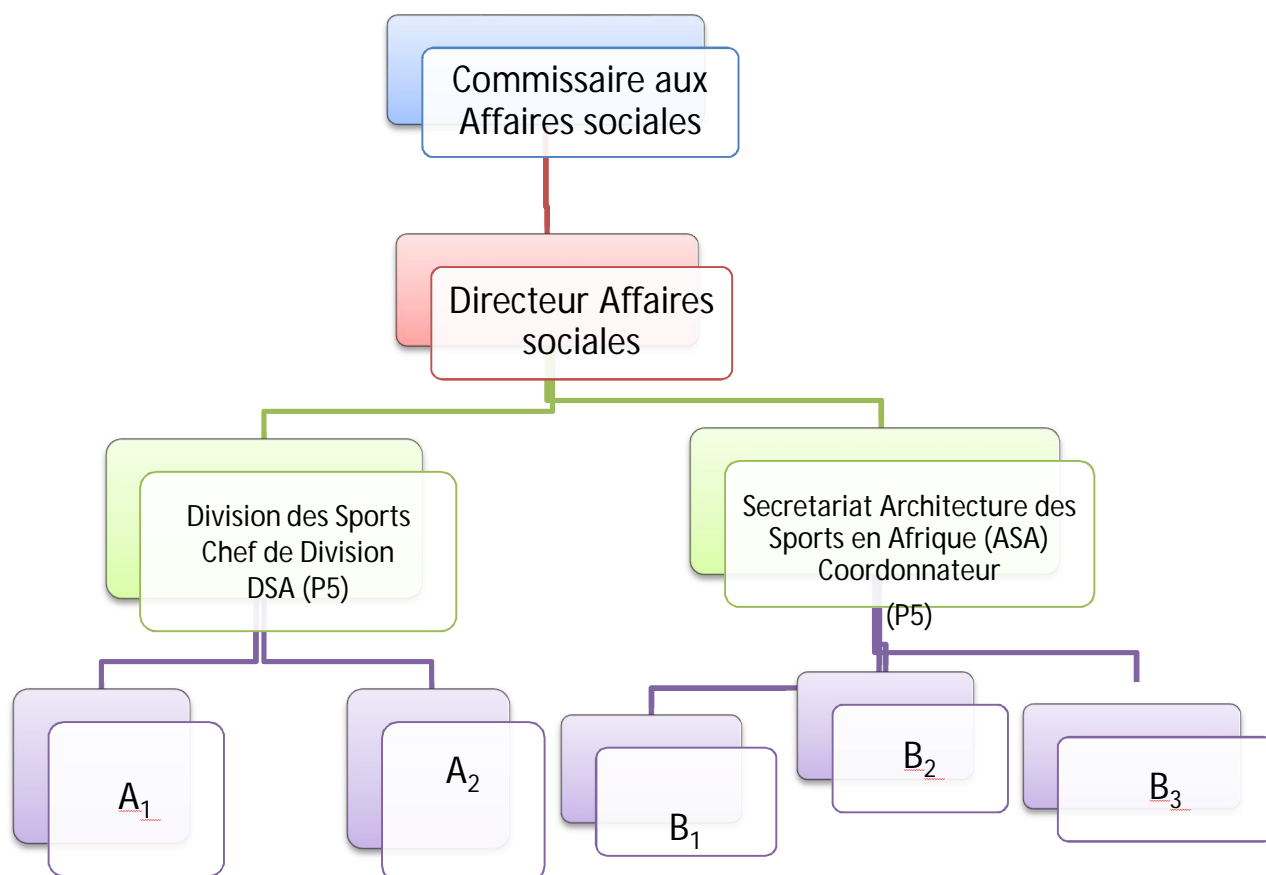 Commissaire aux
Affaires sociales
Directeur Affaires
sociales
Division des Sports
Chef de Division
DSA (P5)
Secretariat Architecture des
Sports en Afrique (ASA)
Coordonnateur
(P5)
A₁
A₂
B₁
B₂
B₃